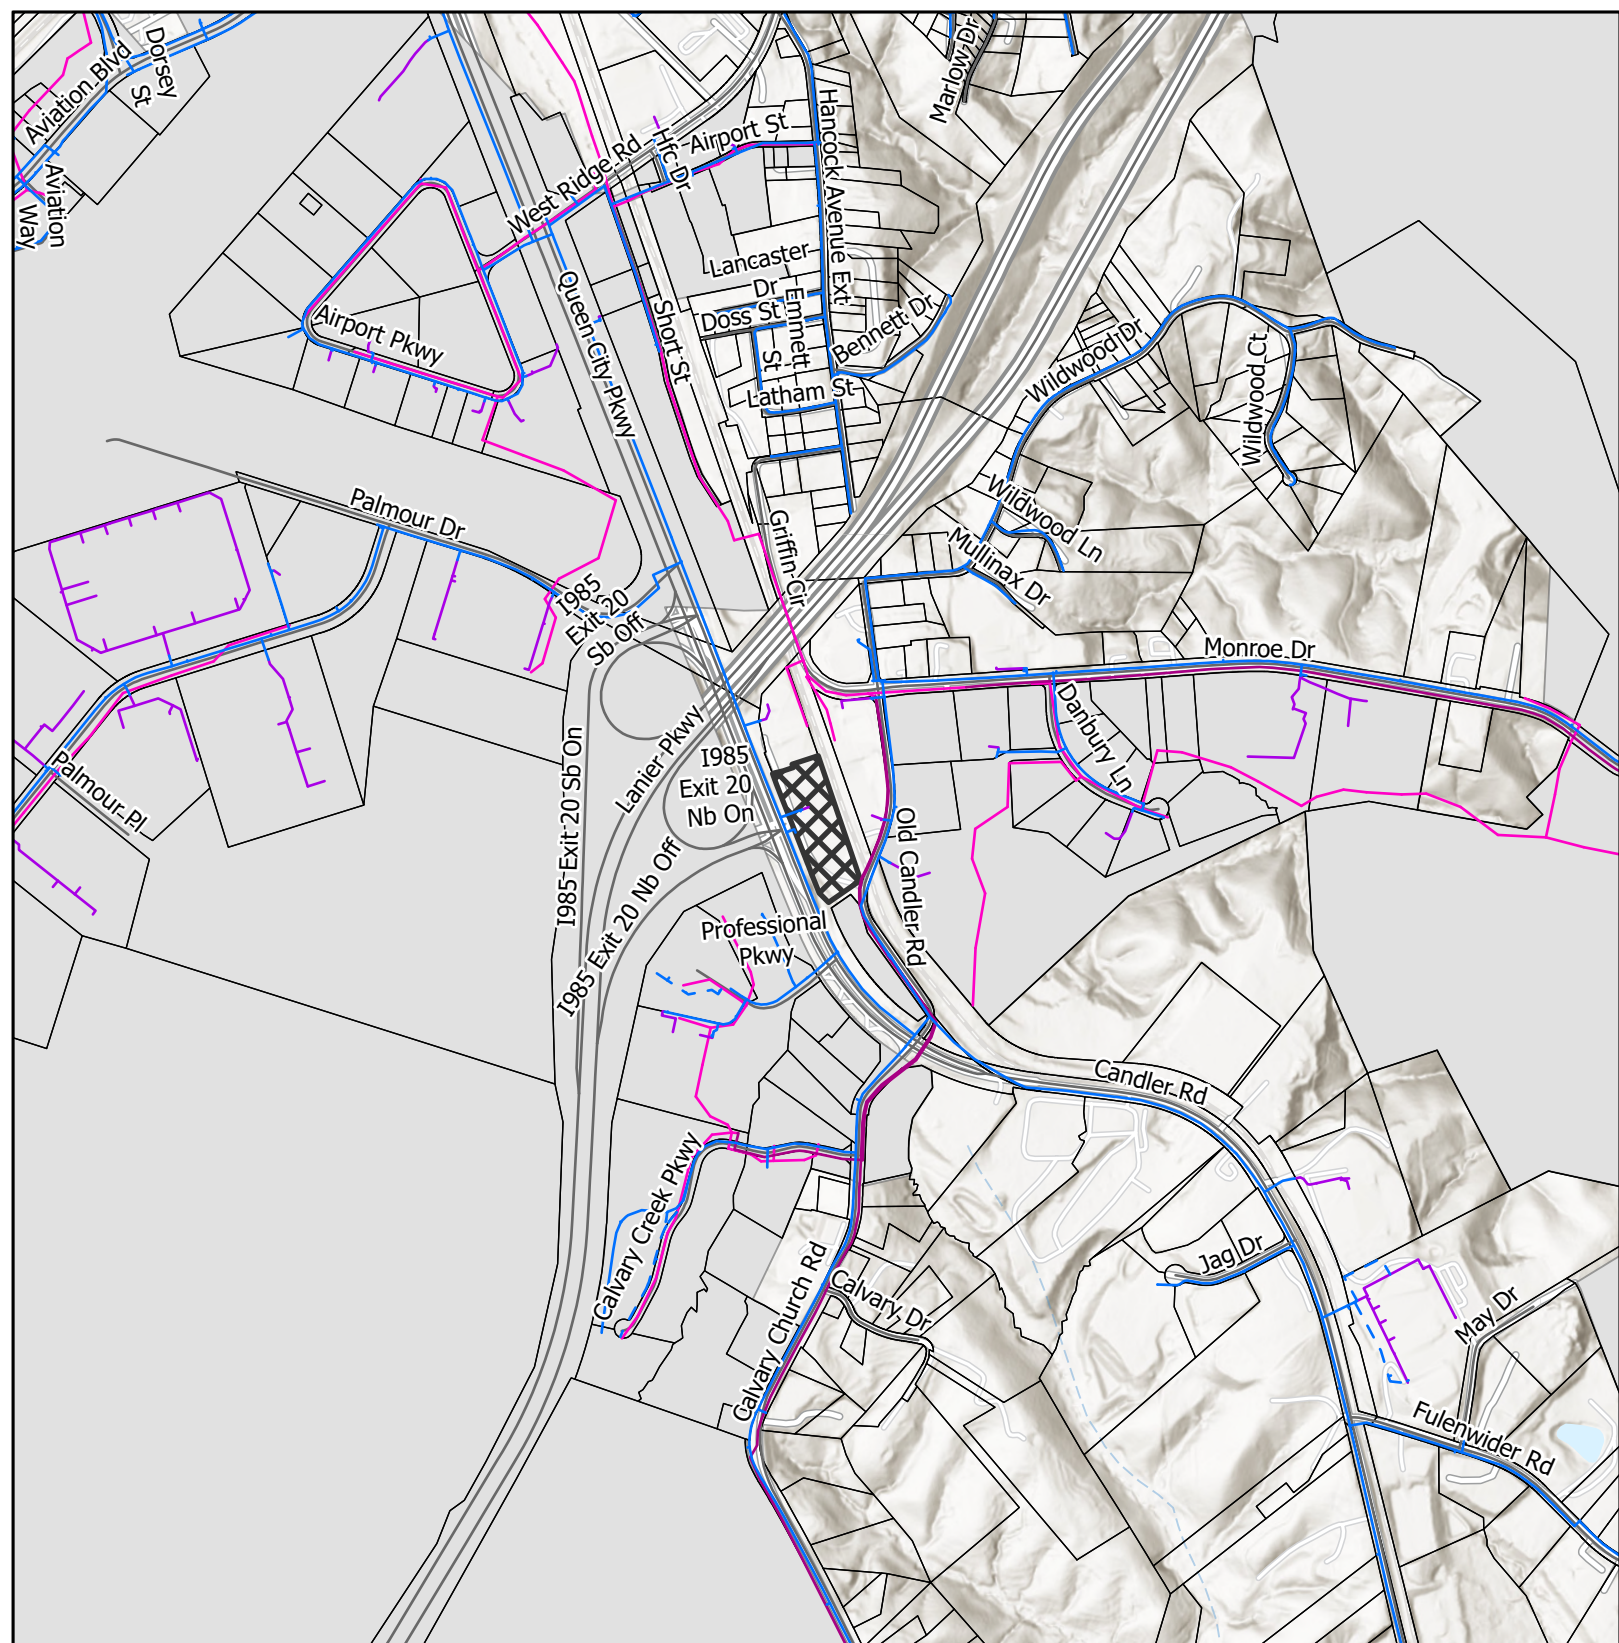 Aviation Blvd
Dorsey
St
Aviation
Way
Marlow Dr
Hancock Avenue Ext
Airport St
Hfc Dr
West Ridge Rd
Lancaster
Dr
Emmett
St
Doss St
Bennett Dr
Latham St
Short St
Queen City Pkwy
Airport Pkwy
Wildwood Dr
Wildwood Ct
Wildwood Ln
Mullinax Dr
Griffin Cir
Palmour Dr
I985
Exit 20
Sb Off
Monroe Dr
Danbury Ln
Palmour Pl
I985 Exit 20 Sb On
Lanier Pkwy
I985
Exit 20
Nb On
I985 Exit 20 Nb Off
Old Candler Rd
Professional
Pkwy
Candler Rd
Calvary Creek Pkwy
Calvary Church Rd
Calvary Dr
Jag Dr
May Dr
Fulenwider Rd